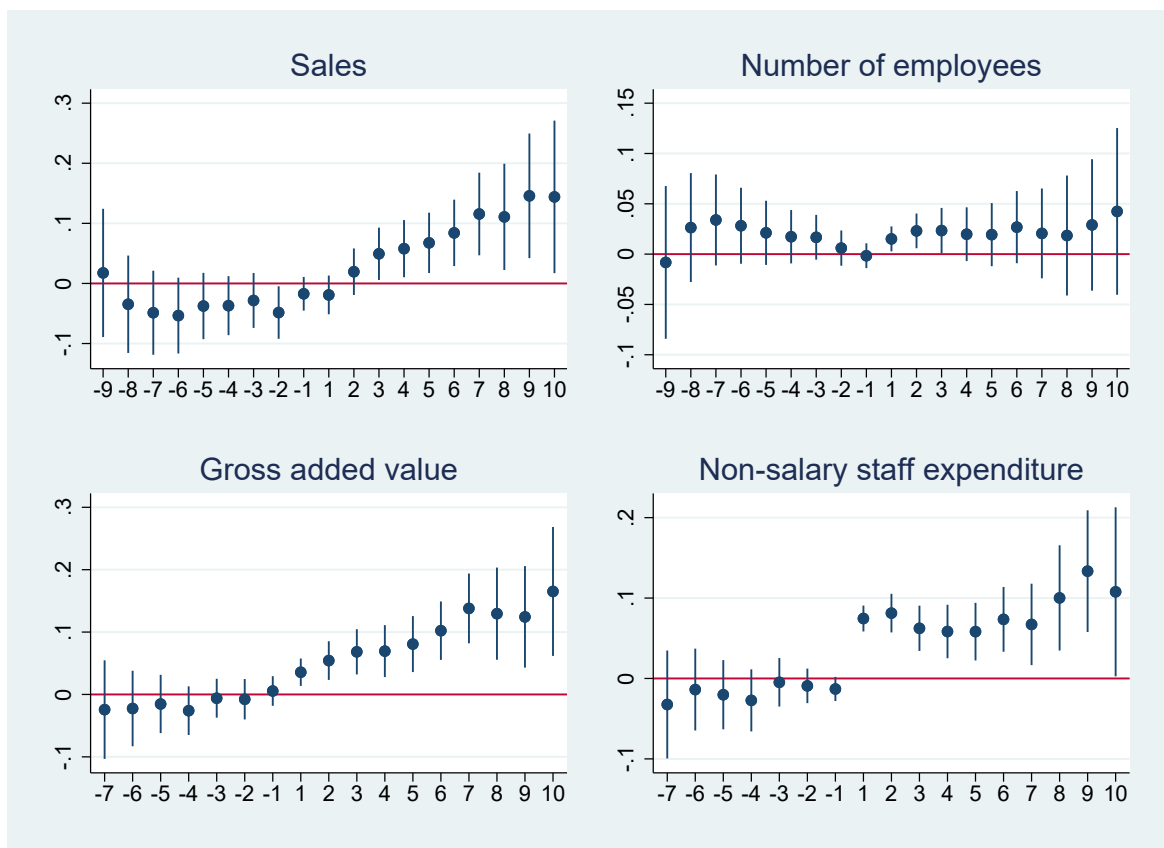 Sales
.3
.2
.1
0
-.1
-9 -8 -7 -6 -5 -4 -3 -2 -1 1 2 3 4 5 6 7 8 9 10
Number of employees
.15
.1
.05
0
-.05
-.1
-9 -8 -7 -6 -5 -4 -3 -2 -1 1 2 3 4 5 6 7 8 9 10
Gross added value
.3
.2
.1
0
-.1
-7 -6 -5 -4 -3 -2 -1 1 2 3 4 5 6 7 8 9 10
Non-salary staff expenditure
.2
.1
0
-.1
-7 -6 -5 -4 -3 -2 -1 1 2 3 4 5 6 7 8 9 10